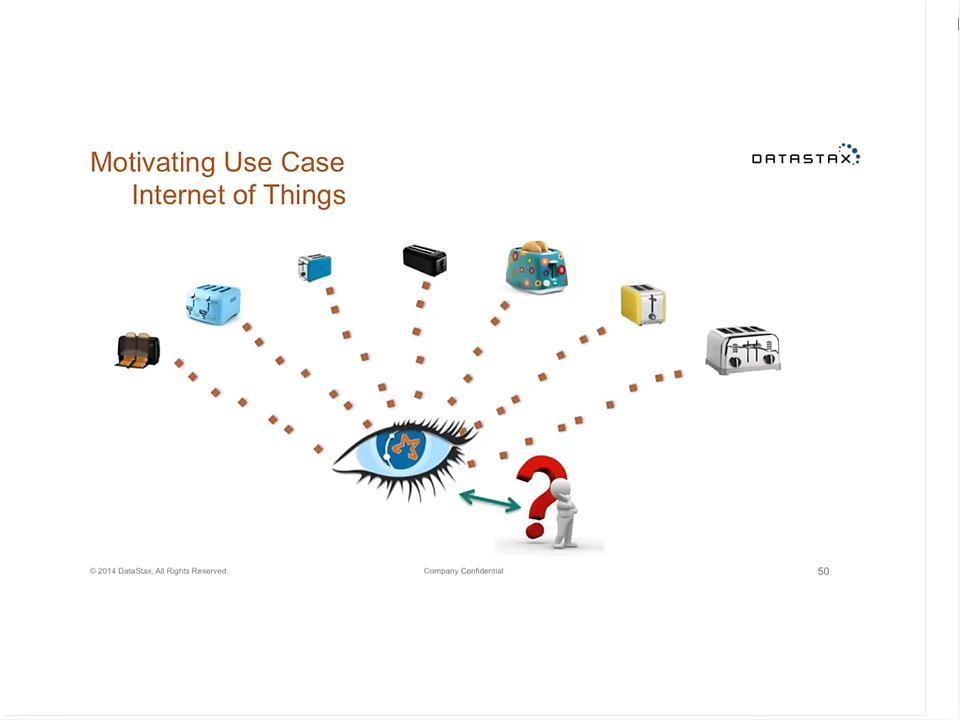 Motivating Use Case
Internet of Things
DATASTAX
© 2014 DataStax, All Rights Reserved.
Company Confidential
50